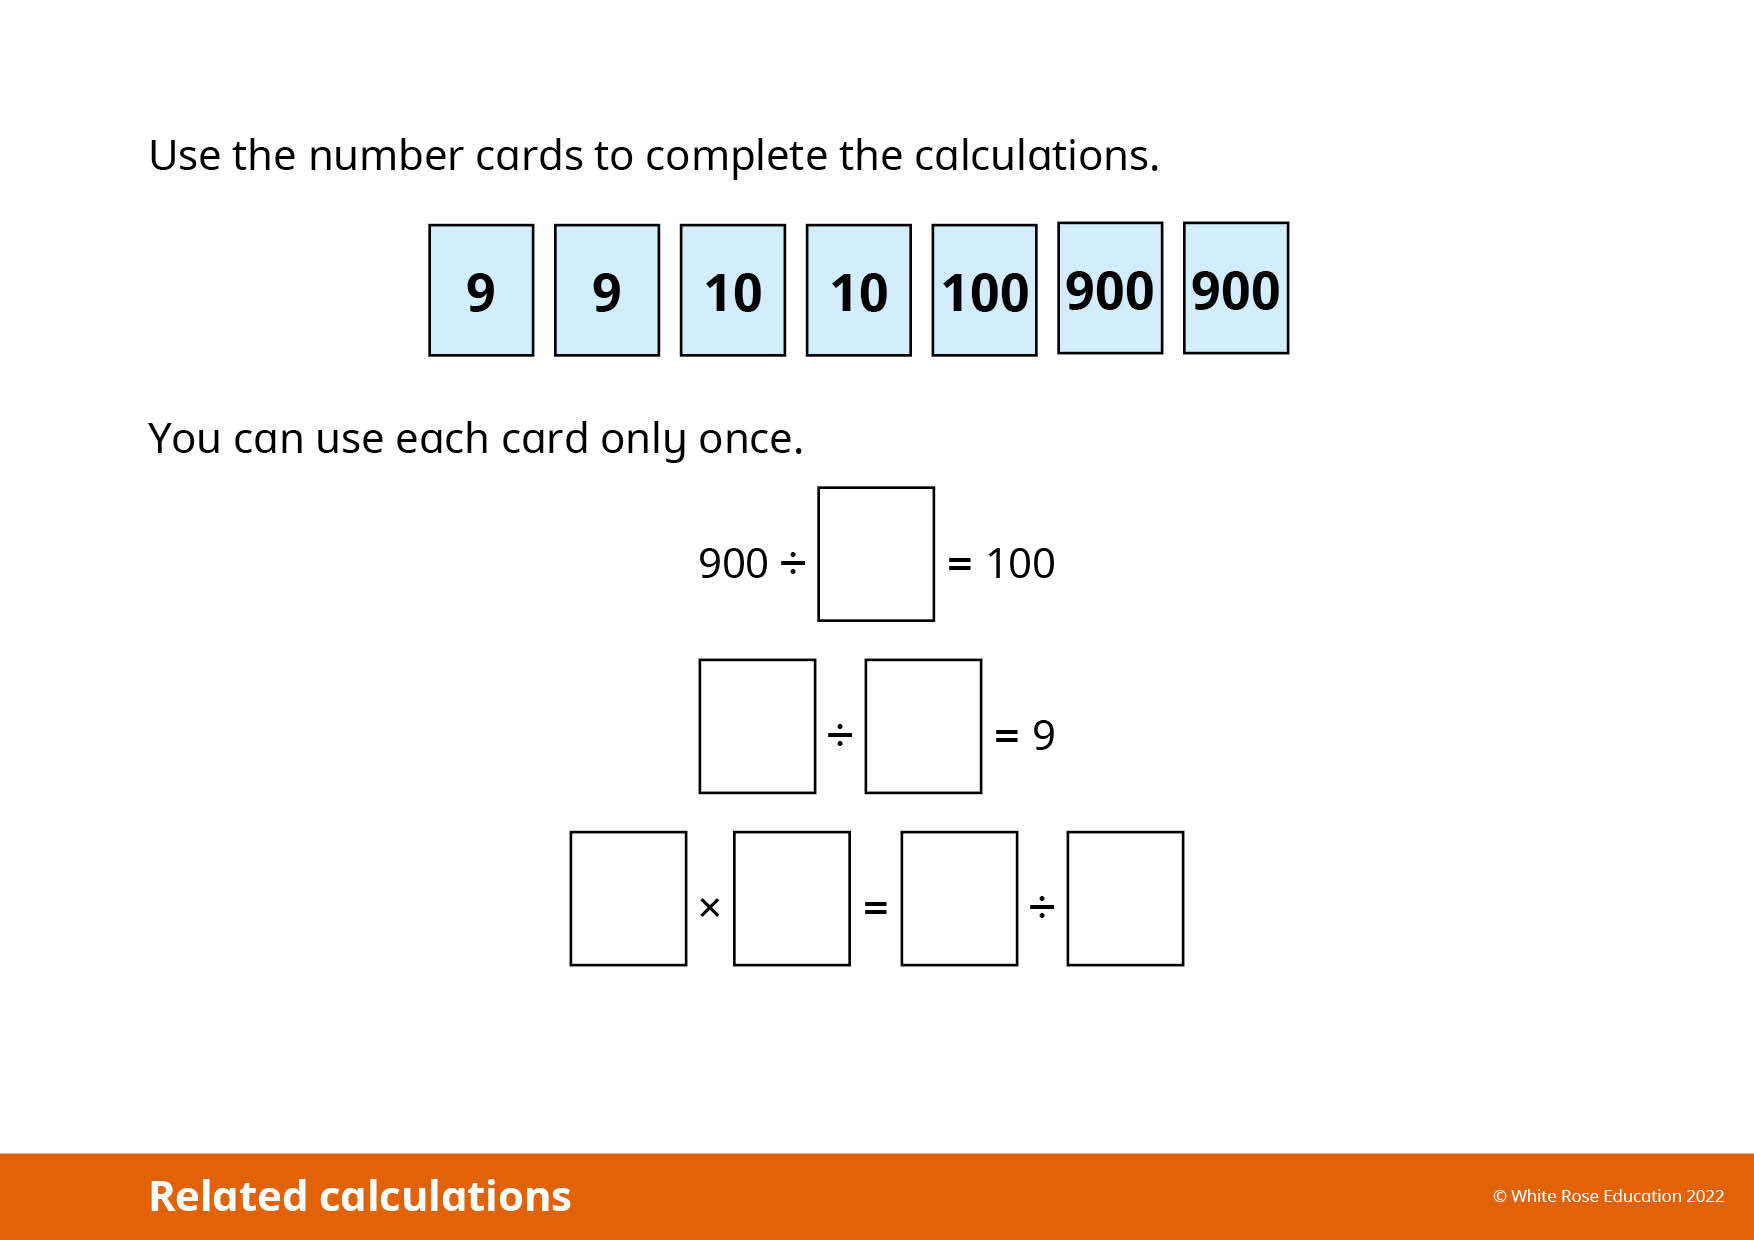 Use the number cards to complete the calculations.
9 9 10 10 100 900 900
You can use each card only once.
900 ÷ = 100
÷ = 9
× = ÷
Related calculations
© White Rose Education 2022